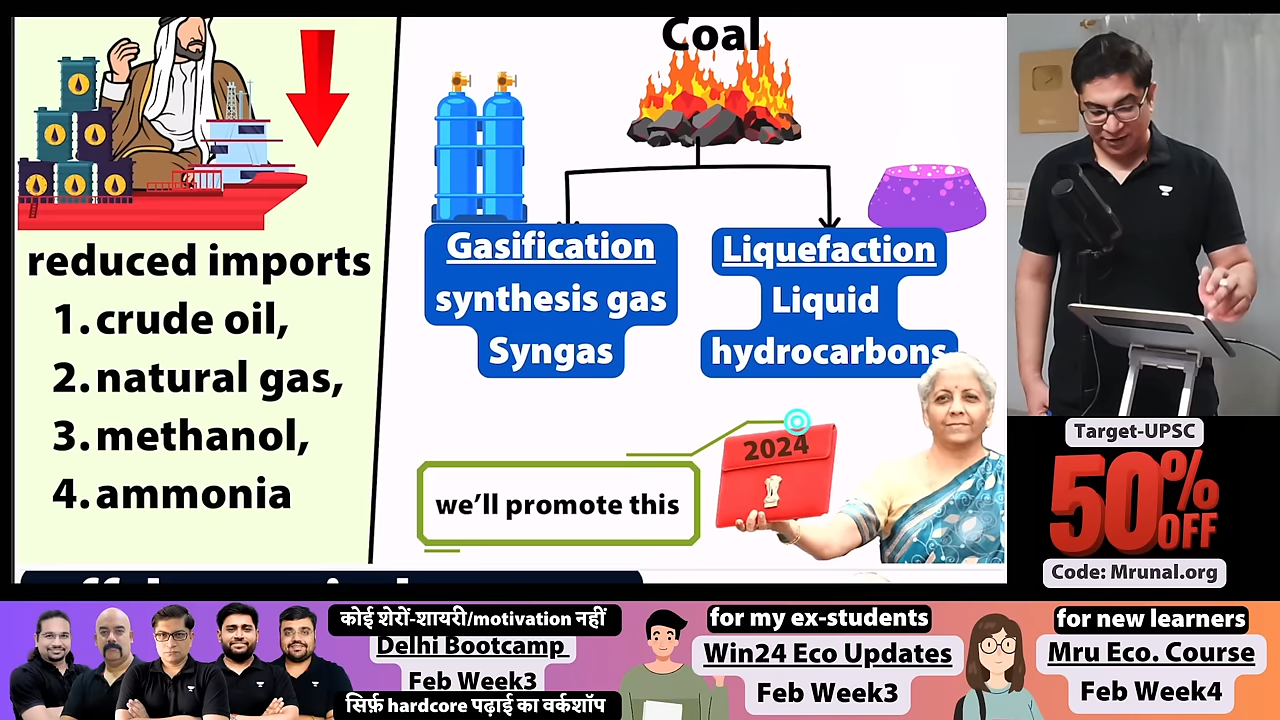 Coal
reduced imports
1. crude oil,
2. natural gas,
3. methanol,
4. ammonia
Gasification
synthesis gas
Syngas
Liquefaction
Liquid
hydrocarbons
we’ll promote this
2024
Target-UPSC
50%
OFF
Code: Mrunal.org
कोई शेरों-शायरी/motivation नहीं
Delhi Bootcamp
Feb Week3
सिर्फ़ hardcore पढ़ाई का वर्कशॉप
for my ex-students
Win24 Eco Updates
Feb Week3
for new learners
Mru Eco. Course
Feb Week4